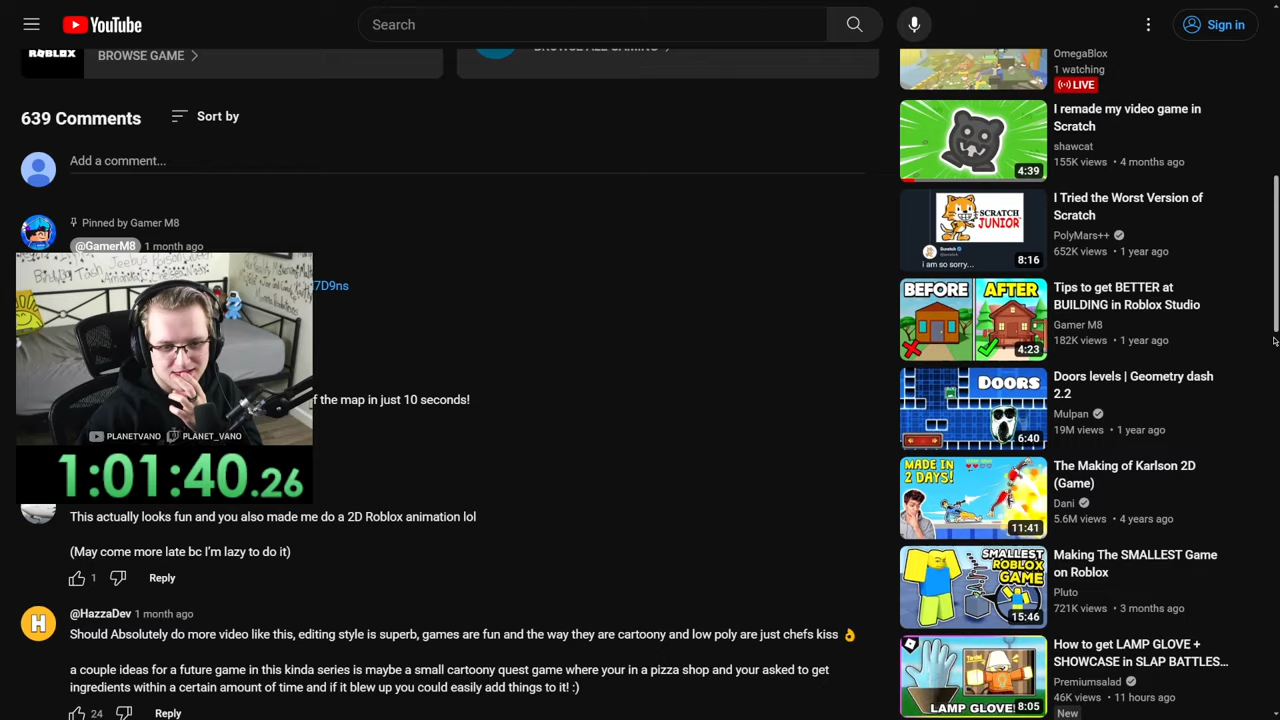 YouTube
Search
Sign in
ROBLOX
BROWSE GAME
BROWSE ALL GAMING
639 Comments
Sort by
Add a comment...
Pinned by Gamer M8
@GamerM8 1 month ago
7D9ns
f the map in just 10 seconds!
PLANETVANO PLANET_VANO
1:01:40.26
This actually looks fun and you also made me do a 2D Roblox animation lol
(May come more late bc I'm lazy to do it)
1 Reply
H
@HazzaDev 1 month ago
Should Absolutely do more video like this, editing style is superb, games are fun and the way they are cartoony and low poly are just chefs kiss 👌
a couple ideas for a future game in this kinda series is maybe a small cartoony quest game where your in a pizza shop and your asked to get
ingredients within a certain amount of time and if it blew up you could easily add things to it! :)
24 Reply
OmegaBlox
1 watching
LIVE
4:39
I remade my video game in
Scratch
shawcat
155K views • 4 months ago
SCRATCH
JUNIOR
i am so sorry...
8:16
I Tried the Worst Version of
Scratch
PolyMars++
652K views • 1 year ago
BEFORE AFTER
4:23
Tips to get BETTER at
BUILDING in Roblox Studio
Gamer M8
182K views • 1 year ago
DOORS
6:40
Doors levels | Geometry dash
2.2
Mulpan
19M views • 1 year ago
MADE IN
2 DAYS!
11:41
The Making of Karlson 2D
(Game)
Dani
5.6M views • 4 years ago
SMALLEST
ROBLOX
GAME
15:46
Making The SMALLEST Game
on Roblox
Pluto
721K views • 3 months ago
LAMP GLOVE!
8:05
How to get LAMP GLOVE +
SHOWCASE in SLAP BATTLES...
Premiumsalad
46K views • 11 hours ago
New